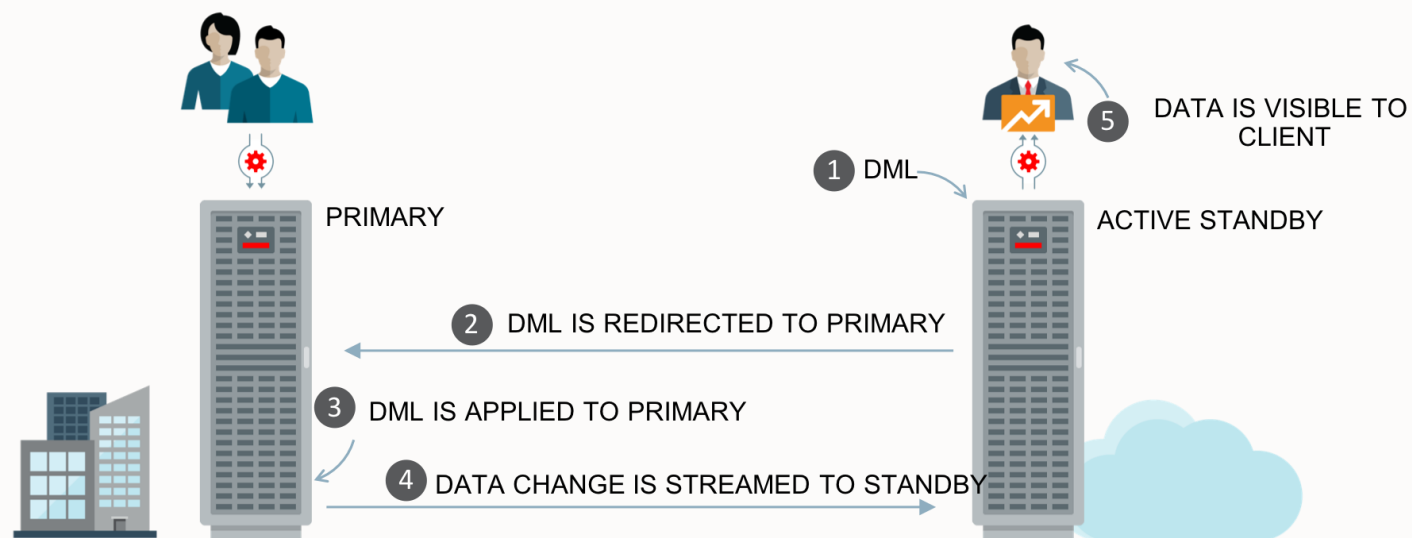 5
DATA IS VISIBLE TO
CLIENT
1 DML
PRIMARY
ACTIVE STANDBY
2 DML IS REDIRECTED TO PRIMARY
3 DML IS APPLIED TO PRIMARY
4 DATA CHANGE IS STREAMED TO STANDBY